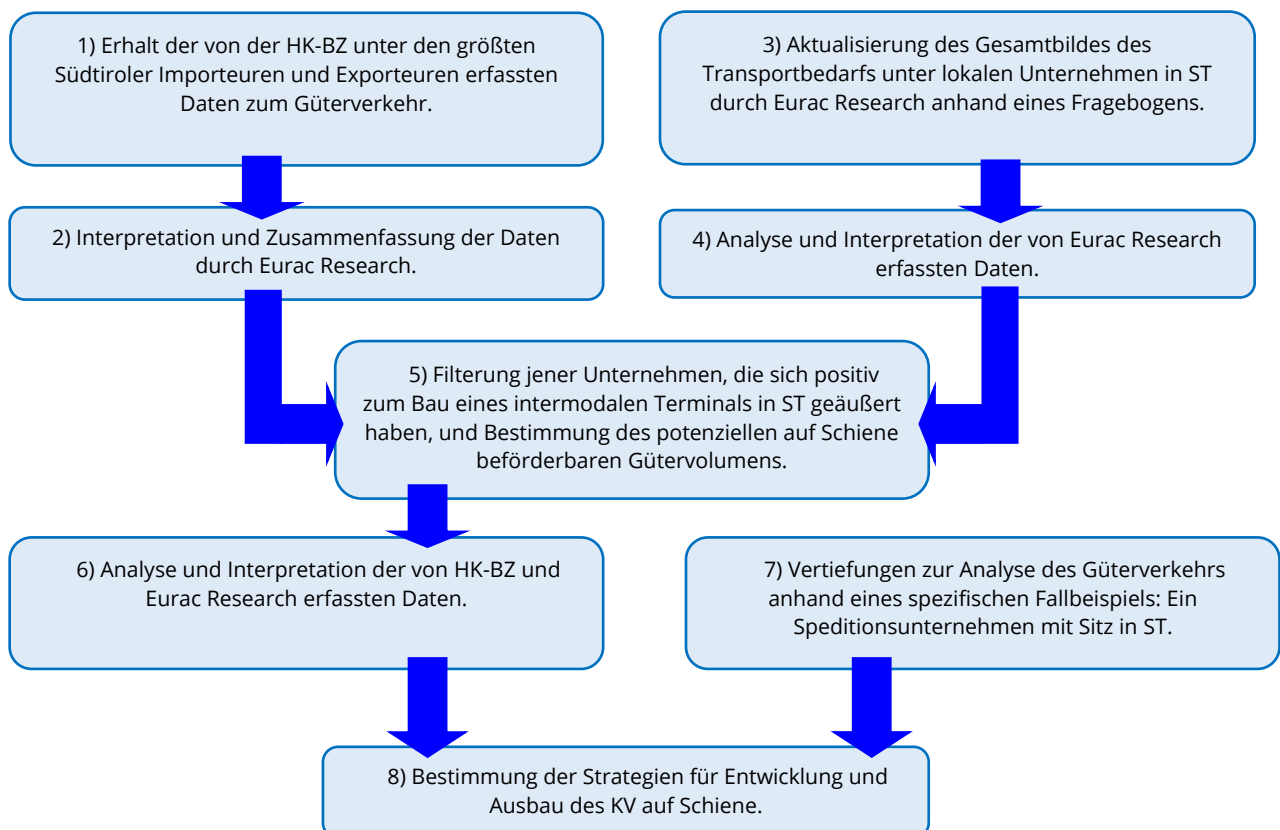 1) Erhalt der von der HK-BZ unter den größten
Südtiroler Importeuren und Exporteuren erfassten
Daten zum Güterverkehr.
2) Interpretation und Zusammenfassung der Daten
durch Eurac Research.
3) Aktualisierung des Gesamtbildes des
Transportbedarfs unter lokalen Unternehmen in ST
durch Eurac Research anhand eines Fragebogens.
4) Analyse und Interpretation der von Eurac Research
erfassten Daten.
5) Filterung jener Unternehmen, die sich positiv
zum Bau eines intermodalen Terminals in ST geäußert
haben, und Bestimmung des potenziellen auf Schiene
beförderbaren Gütervolumens.
6) Analyse und Interpretation der von HK-BZ und
Eurac Research erfassten Daten.
7) Vertiefungen zur Analyse des Güterverkehrs
anhand eines spezifischen Fallbeispiels: Ein
Speditionsunternehmen mit Sitz in ST.
8) Bestimmung der Strategien für Entwicklung und
Ausbau des KV auf Schiene.